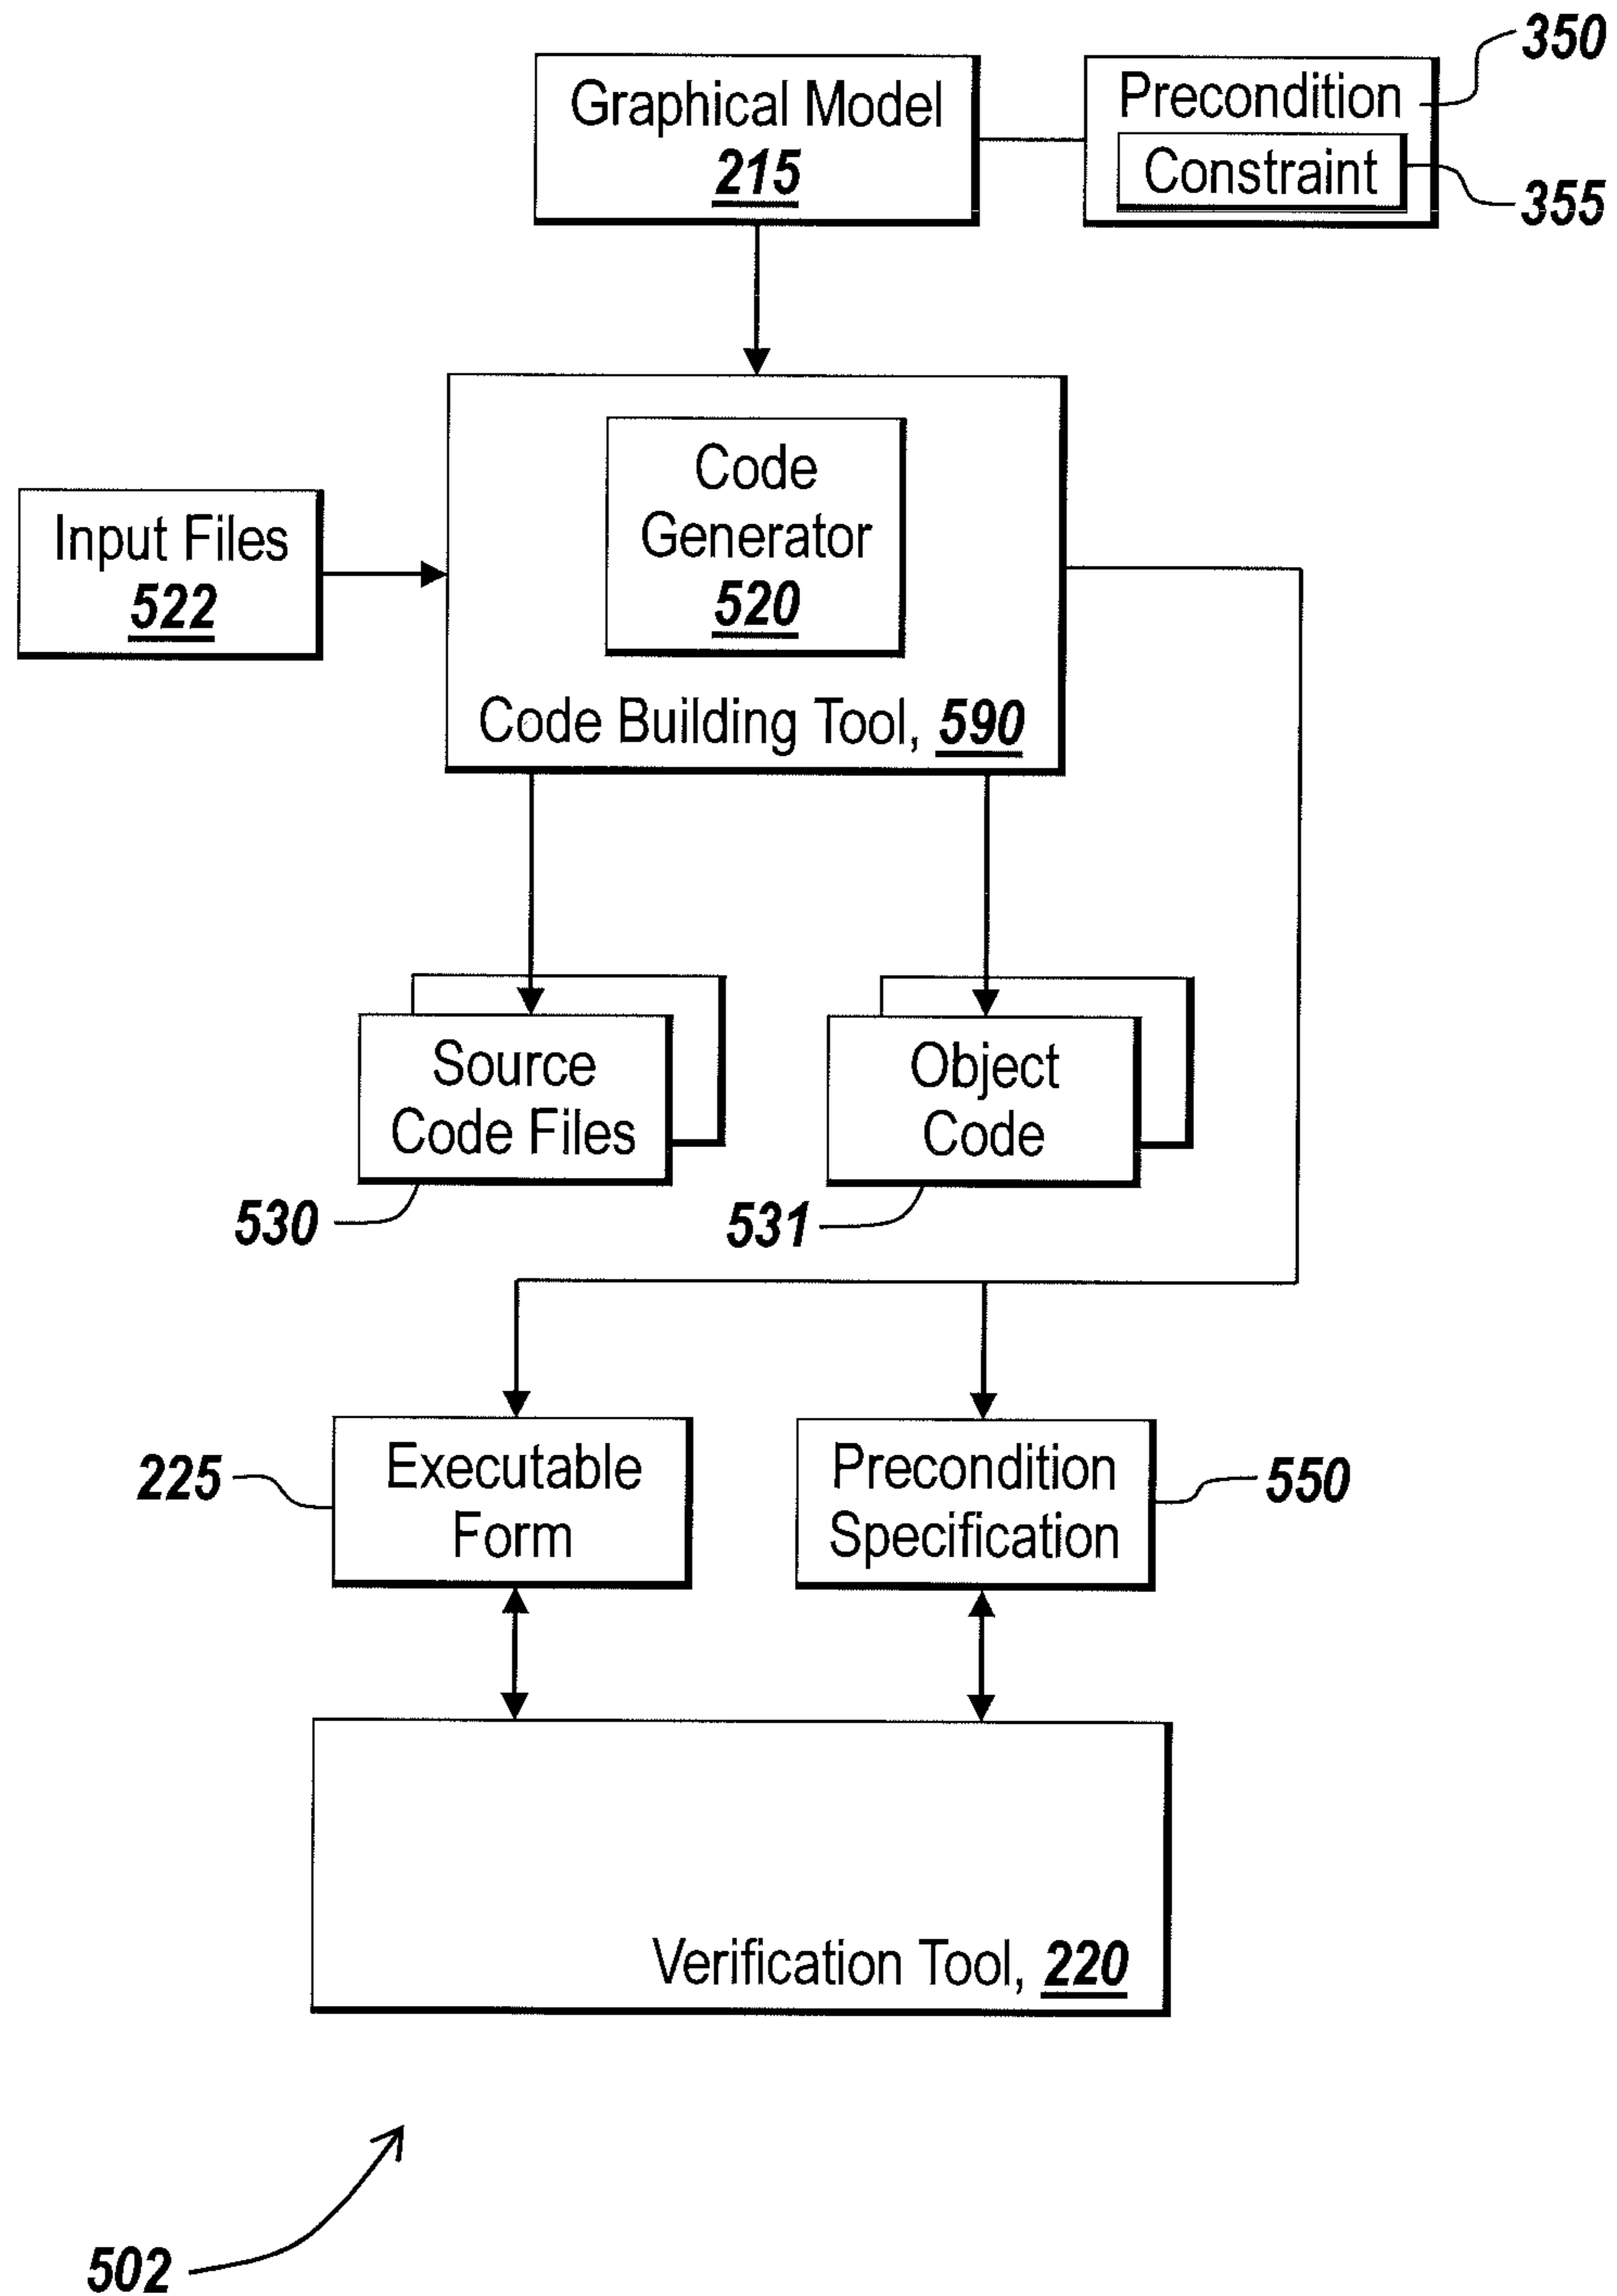 350
Graphical Model
215
Precondition
Constraint
355
Code
Generator
520
Input Files
522
Code Building Tool, 590
Source
Code Files
Object
Code
530
531
Executable
Form
225
Precondition
Specification
550
Verification Tool, 220
502